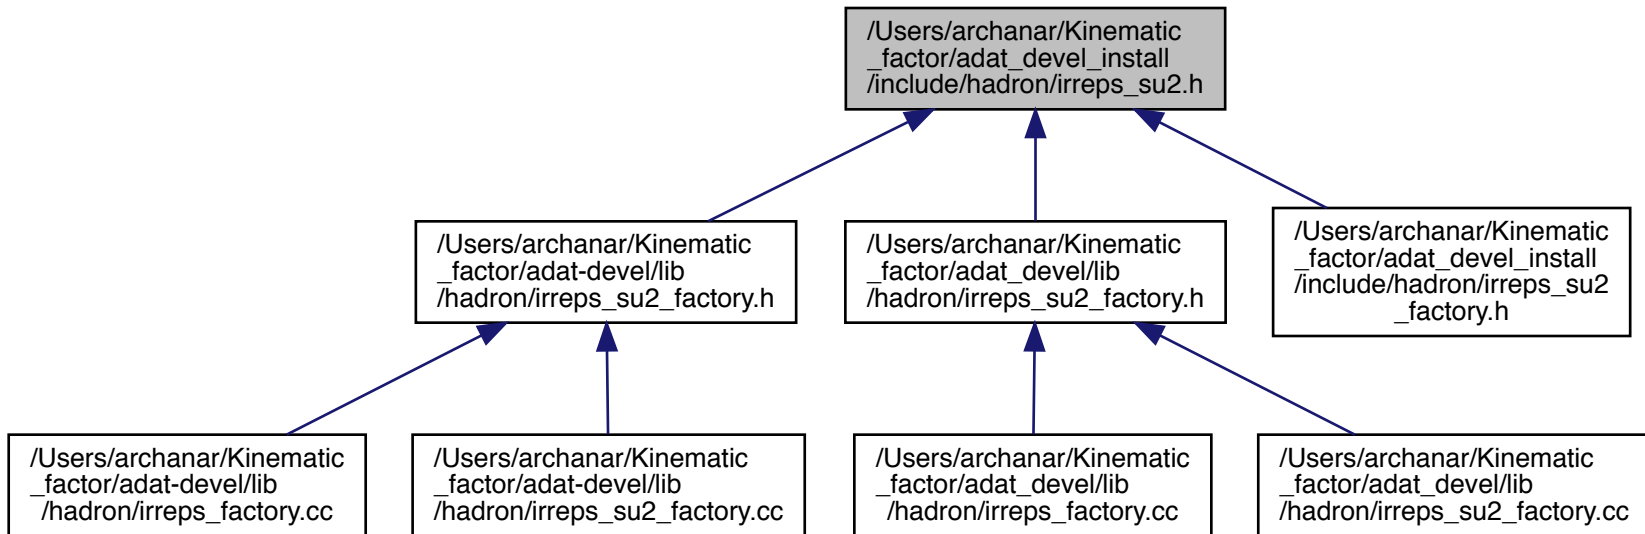 /Users/archanar/Kinematic
_factor/adat_devel_install
/include/hadron/irreps_su2.h
/Users/archanar/Kinematic
_factor/adat-devel/lib
/hadron/irreps_su2_factory.h
/Users/archanar/Kinematic
_factor/adat_devel/lib
/hadron/irreps_su2_factory.h
/Users/archanar/Kinematic
_factor/adat_devel_install
/include/hadron/irreps_su2
_factory.h
/Users/archanar/Kinematic
_factor/adat-devel/lib
/hadron/irreps_factory.cc
/Users/archanar/Kinematic
_factor/adat-devel/lib
/hadron/irreps_su2_factory.cc
/Users/archanar/Kinematic
_factor/adat_devel/lib
/hadron/irreps_factory.cc
/Users/archanar/Kinematic
_factor/adat_devel/lib
/hadron/irreps_su2_factory.cc